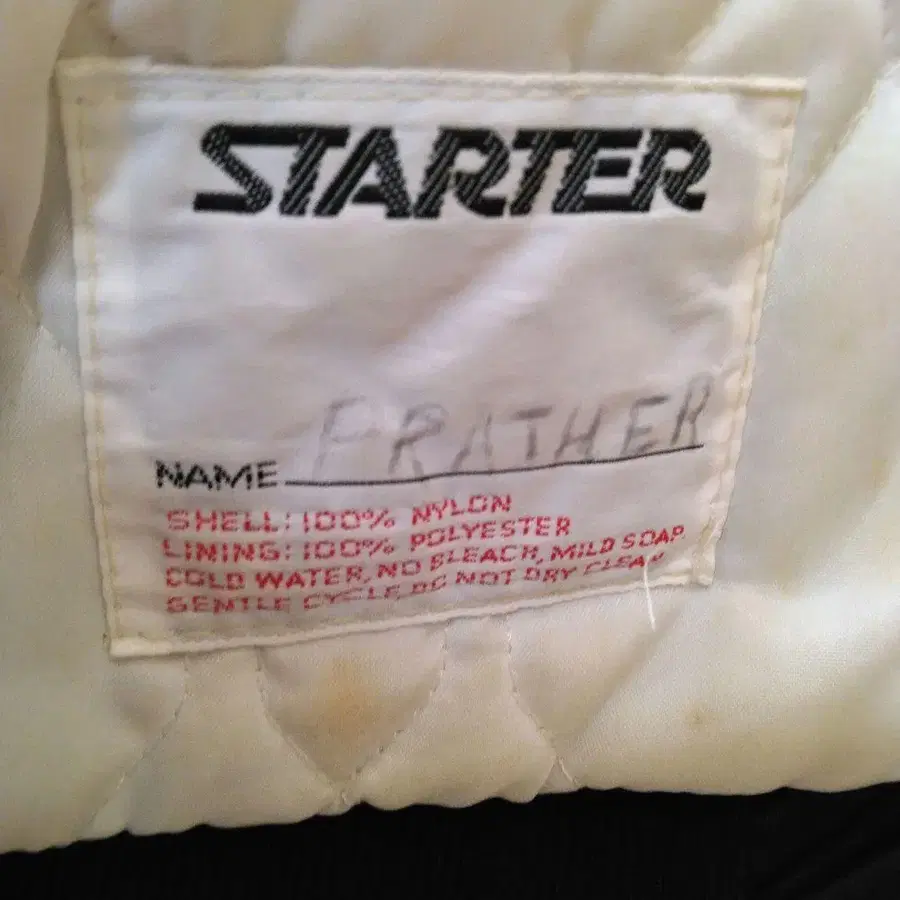 STARTER
NAME PRATHER
SHELL: 100% NYLON
LINING: 100% POLYESTER
COLD WATER, NO BLEACH, MILD SOAP,
GENTLE CYCLE, DO NOT DRY CLEAN